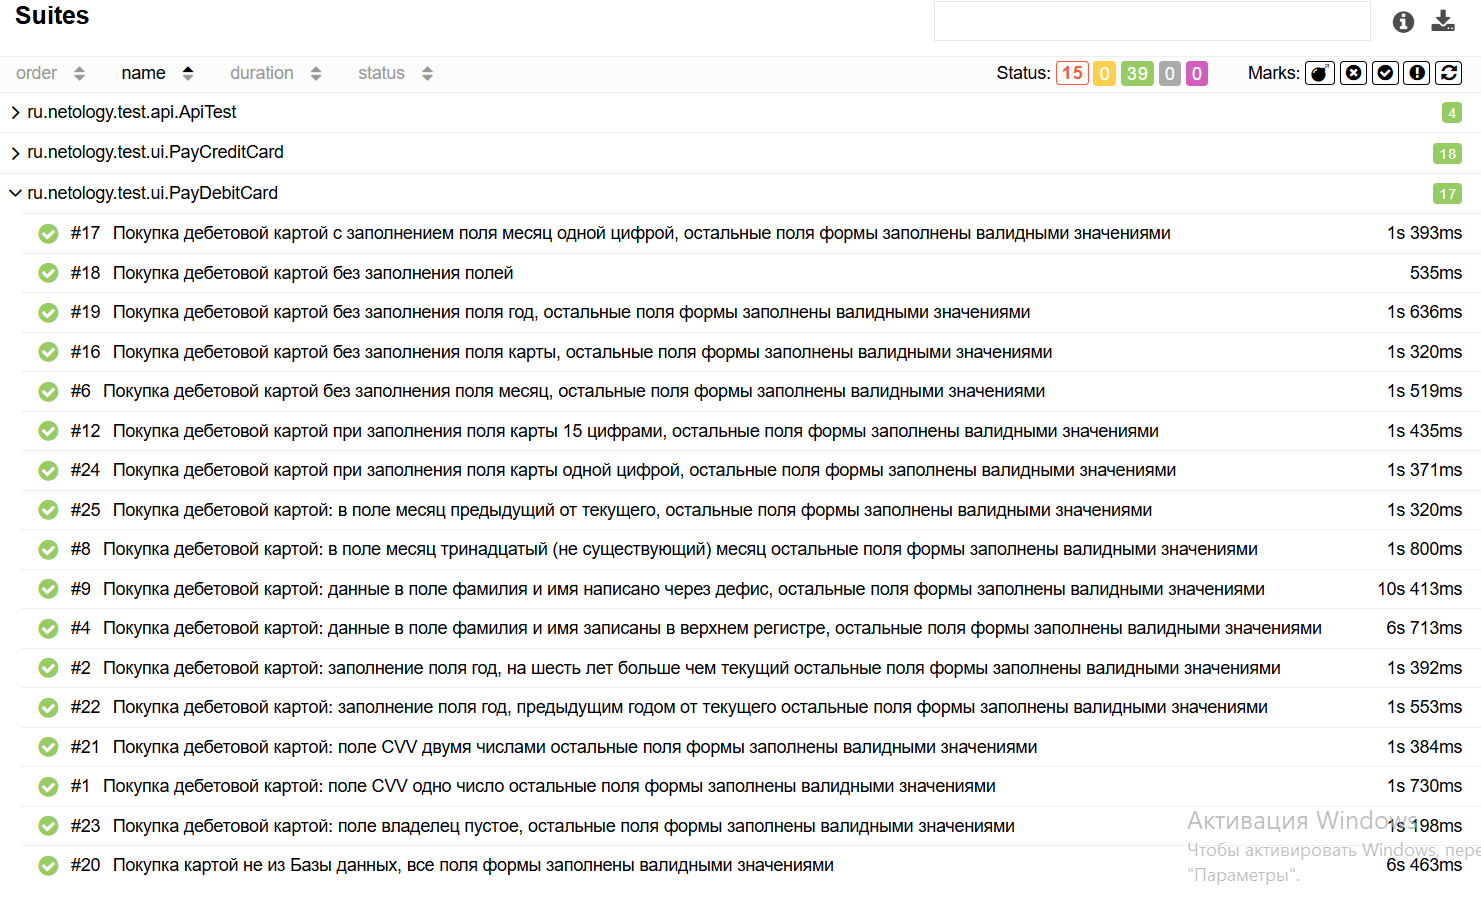 Suites
order name duration status Status: 15 0 39 0 0 Marks:
ru.netology.test.api.ApiTest 4
ru.netology.test.ui.PayCreditCard 18
ru.netology.test.ui.PayDebitCard 17
#17 Покупка дебетовой картой с заполнением поля месяц одной цифрой, остальные поля формы заполнены валидными значениями 1s 393ms
#18 Покупка дебетовой картой без заполнения полей 535ms
#19 Покупка дебетовой картой без заполнения поля год, остальные поля формы заполнены валидными значениями 1s 636ms
#16 Покупка дебетовой картой без заполнения поля карты, остальные поля формы заполнены валидными значениями 1s 320ms
#6 Покупка дебетовой картой без заполнения поля месяц, остальные поля формы заполнены валидными значениями 1s 519ms
#12 Покупка дебетовой картой при заполнения поля карты 15 цифрами, остальные поля формы заполнены валидными значениями 1s 435ms
#24 Покупка дебетовой картой при заполнения поля карты одной цифрой, остальные поля формы заполнены валидными значениями 1s 371ms
#25 Покупка дебетовой картой: в поле месяц предыдущий от текущего, остальные поля формы заполнены валидными значениями 1s 320ms
#8 Покупка дебетовой картой: в поле месяц тринадцатый (не существующий) месяц остальные поля формы заполнены валидными значениями 1s 800ms
#9 Покупка дебетовой картой: данные в поле фамилия и имя написано через дефис, остальные поля формы заполнены валидными значениями 10s 413ms
#4 Покупка дебетовой картой: данные в поле фамилия и имя записаны в верхнем регистре, остальные поля формы заполнены валидными значениями 6s 713ms
#2 Покупка дебетовой картой: заполнение поля год, на шесть лет больше чем текущий остальные поля формы заполнены валидными значениями 1s 392ms
#22 Покупка дебетовой картой: заполнение поля год, предыдущим годом от текущего остальные поля формы заполнены валидными значениями 1s 553ms
#21 Покупка дебетовой картой: поле CVV двумя числами остальные поля формы заполнены валидными значениями 1s 384ms
#1 Покупка дебетовой картой: поле CVV одно число остальные поля формы заполнены валидными значениями 1s 730ms
#23 Покупка дебетовой картой: поле владелец пустое, остальные поля формы заполнены валидными значениями 1s 198ms
#20 Покупка картой не из Базы данных, все поля формы заполнены валидными значениями 6s 463ms
Активация Windows
Чтобы активировать Windows, пере
"Параметры".